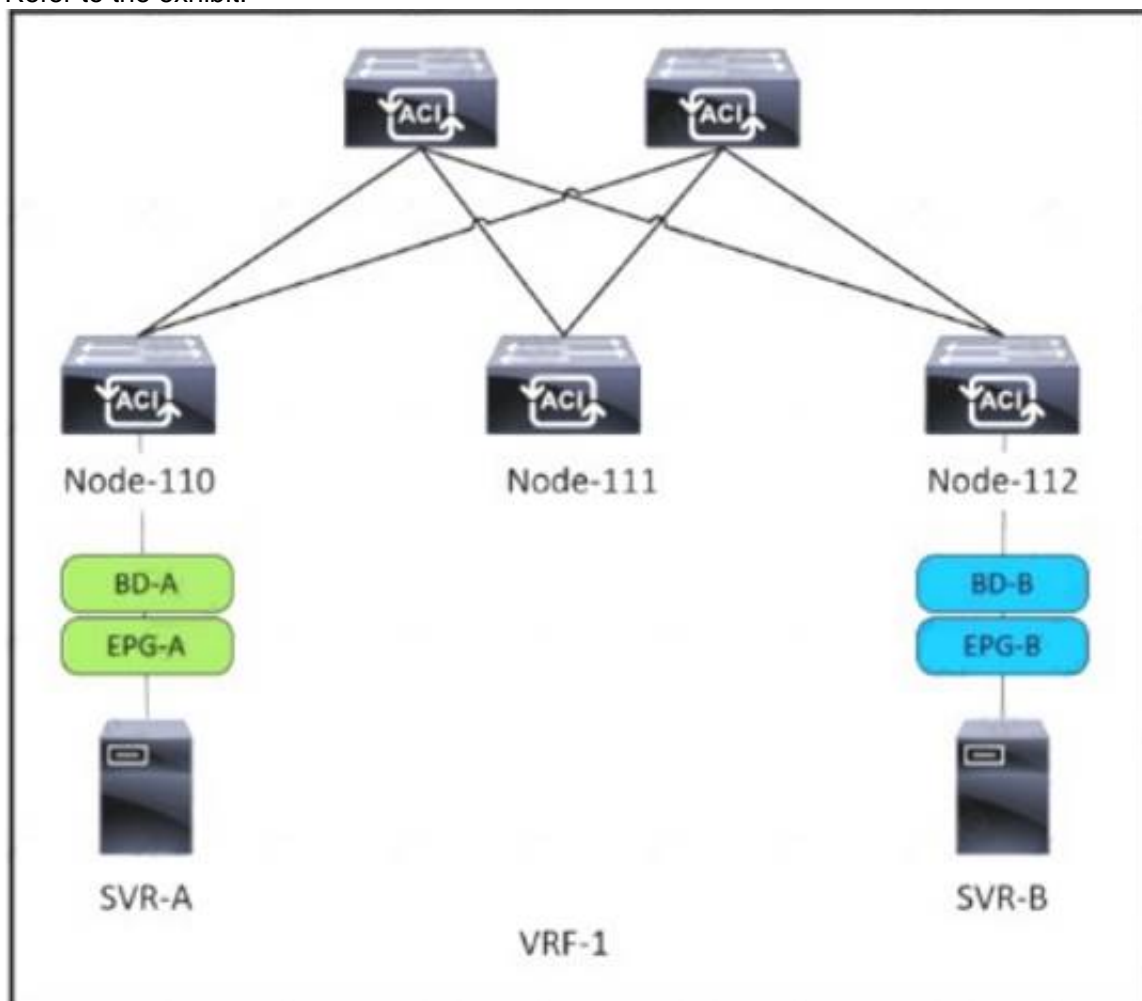 Refer to the exhibit.
ACI ACI
ACI ACI ACI
Node-110 Node-111 Node-112
BD-A BD-B
EPG-A EPG-B
SVR-A SVR-B
VRF-1